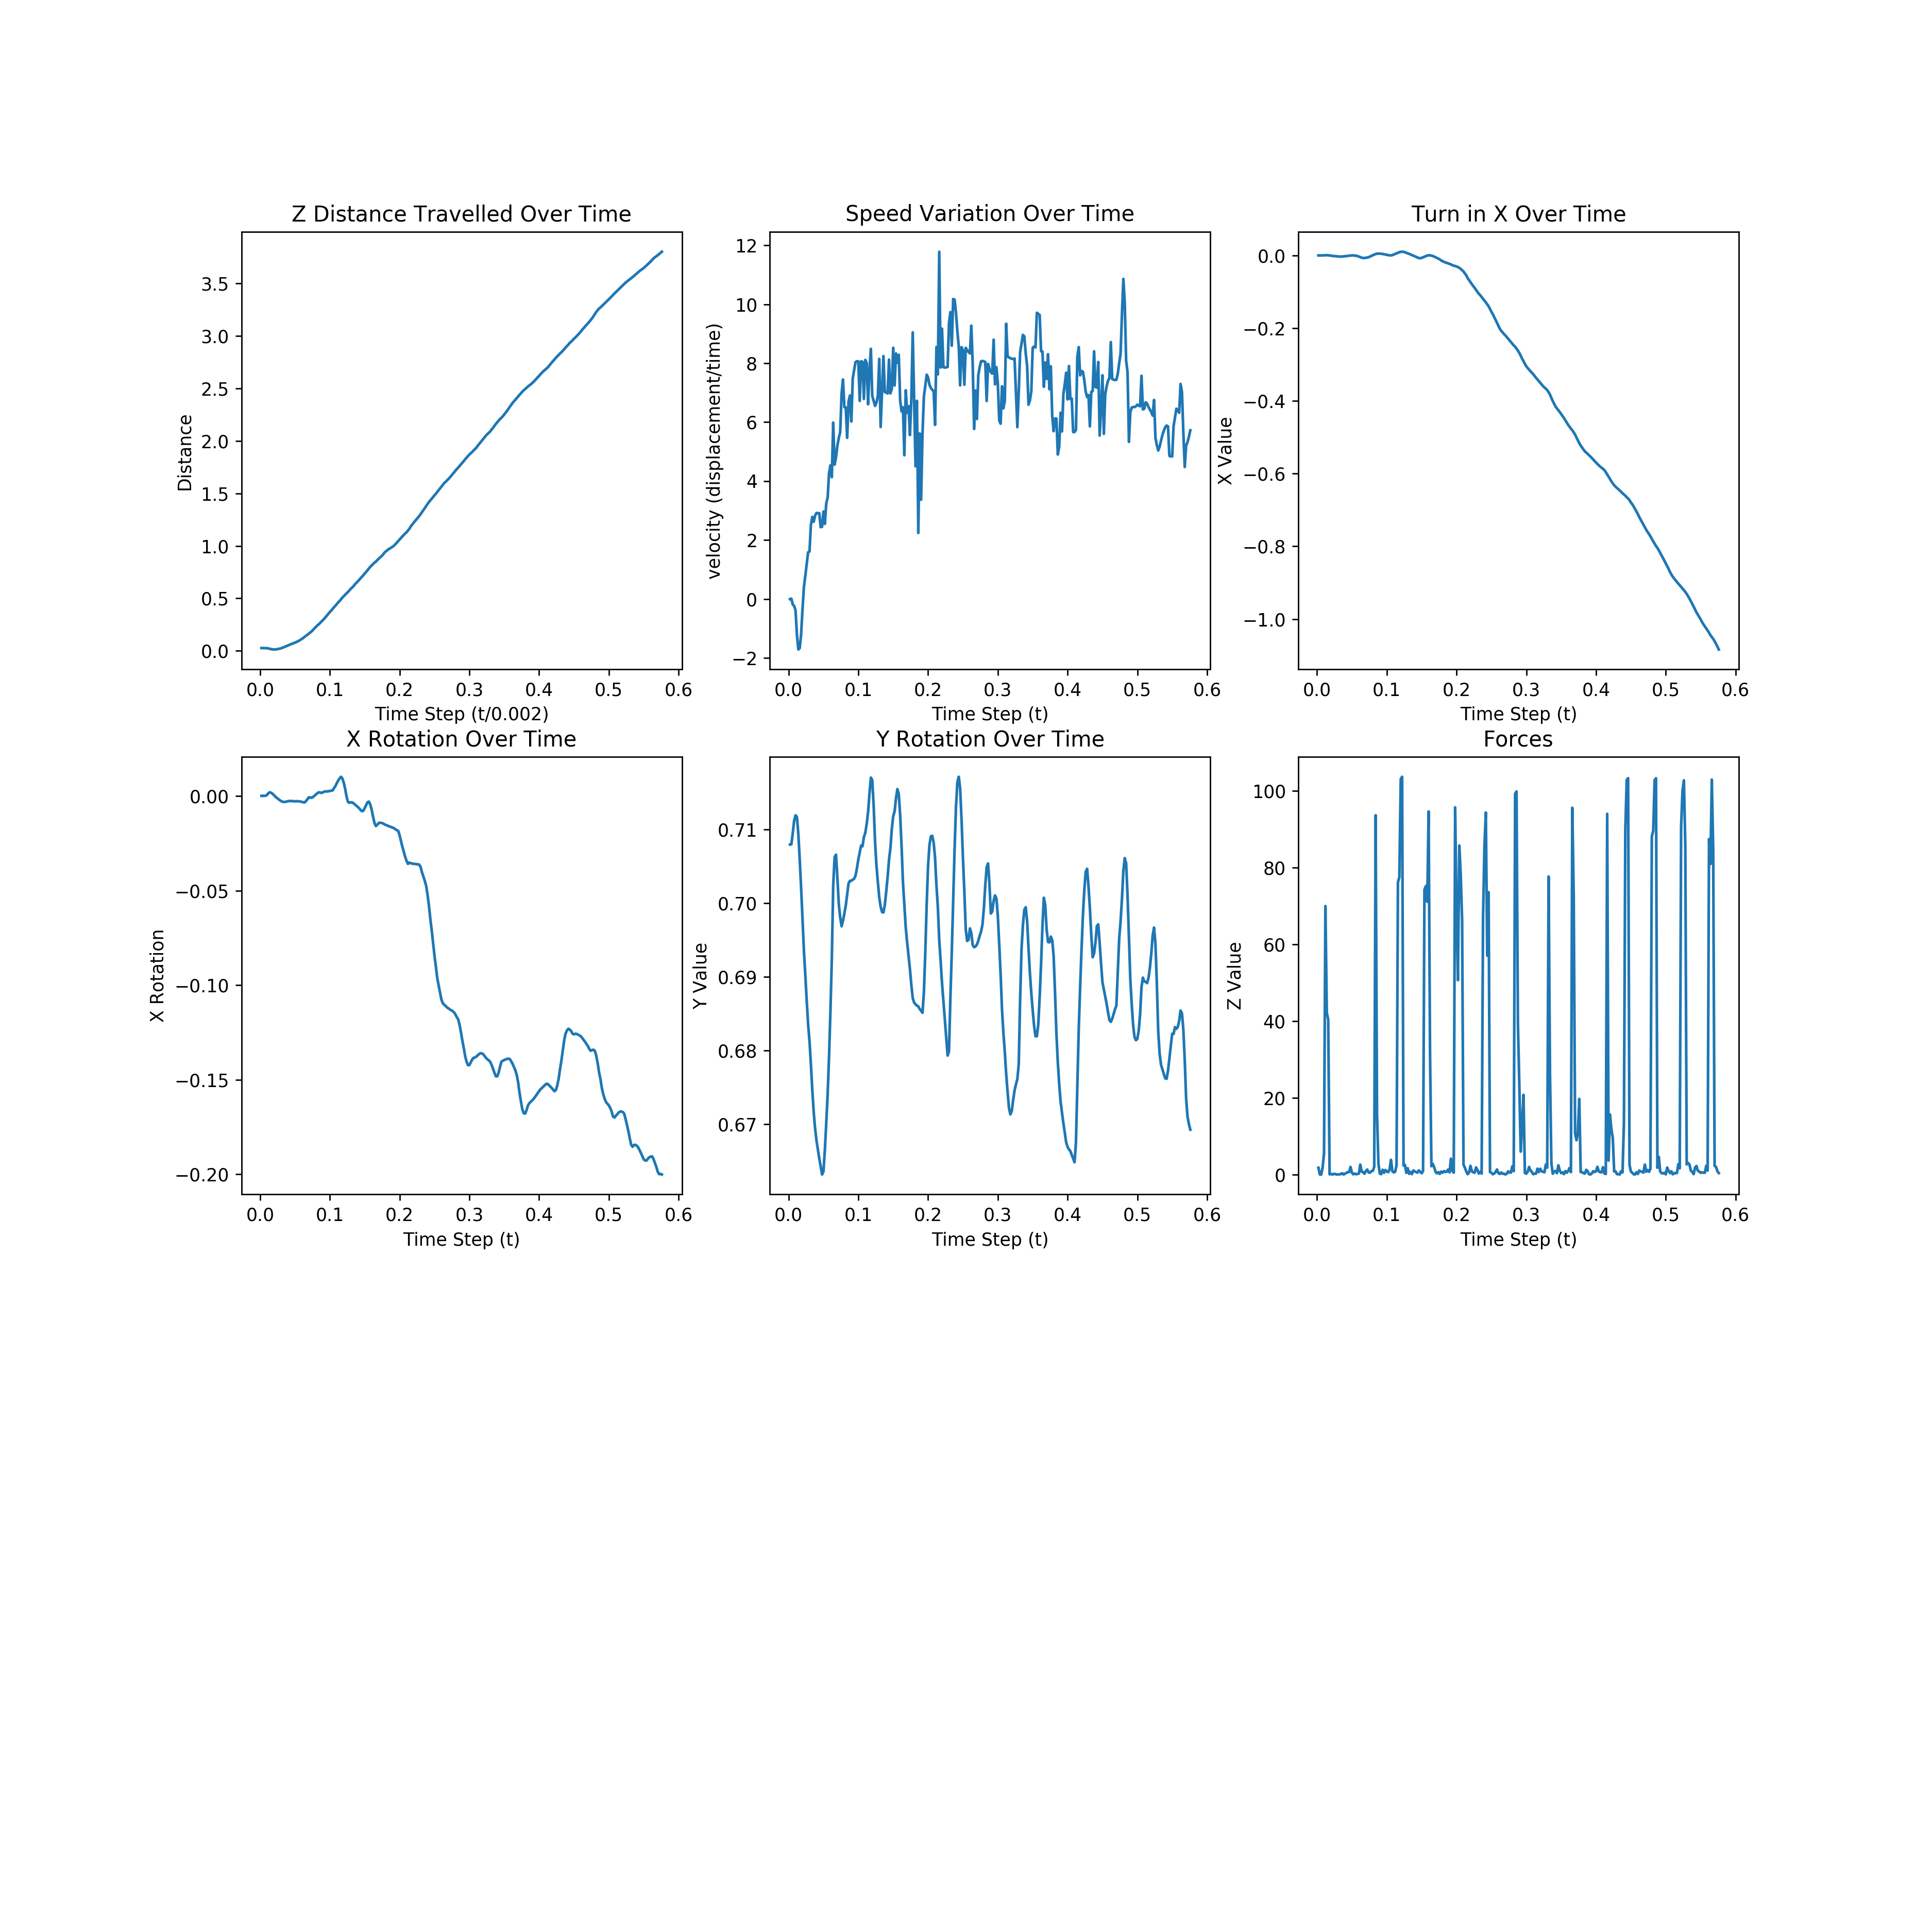 Z Distance Travelled Over Time
Distance
3.5
3.0
2.5
2.0
1.5
1.0
0.5
0.0
0.0 0.1 0.2 0.3 0.4 0.5 0.6
Time Step (t/0.002)
Speed Variation Over Time
velocity (displacement/time)
12
10
8
6
4
2
0
−2
0.0 0.1 0.2 0.3 0.4 0.5 0.6
Time Step (t)
Turn in X Over Time
X Value
0.0
−0.2
−0.4
−0.6
−0.8
−1.0
0.0 0.1 0.2 0.3 0.4 0.5 0.6
Time Step (t)
X Rotation Over Time
X Rotation
0.00
−0.05
−0.10
−0.15
−0.20
0.0 0.1 0.2 0.3 0.4 0.5 0.6
Time Step (t)
Y Rotation Over Time
Y Value
0.71
0.70
0.69
0.68
0.67
0.0 0.1 0.2 0.3 0.4 0.5 0.6
Time Step (t)
Forces
Z Value
100
80
60
40
20
0
0.0 0.1 0.2 0.3 0.4 0.5 0.6
Time Step (t)